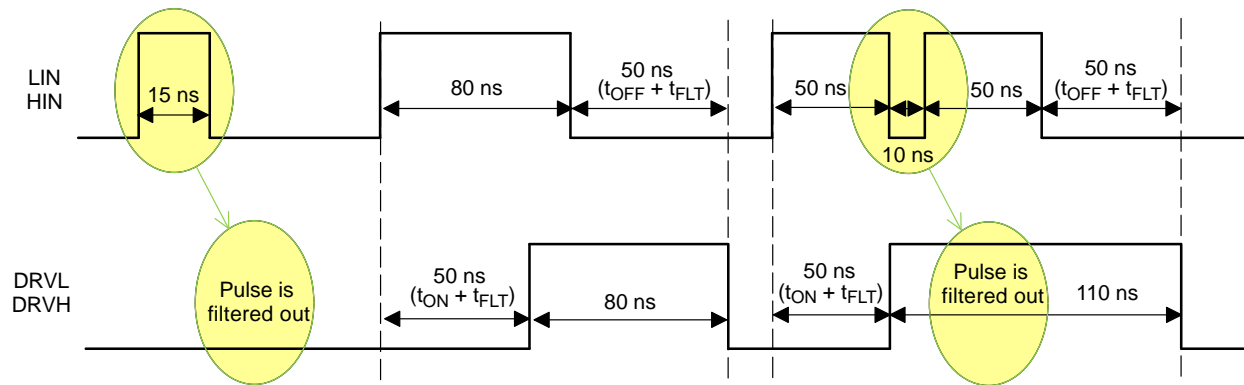 LIN
HIN
15 ns
80 ns
50 ns
(tOFF + tFLT)
50 ns
10 ns
50 ns
50 ns
(tOFF + tFLT)
DRVL
DRVH
Pulse is
filtered out
50 ns
(tON + tFLT)
80 ns
50 ns
(tON + tFLT)
Pulse is
filtered out
110 ns